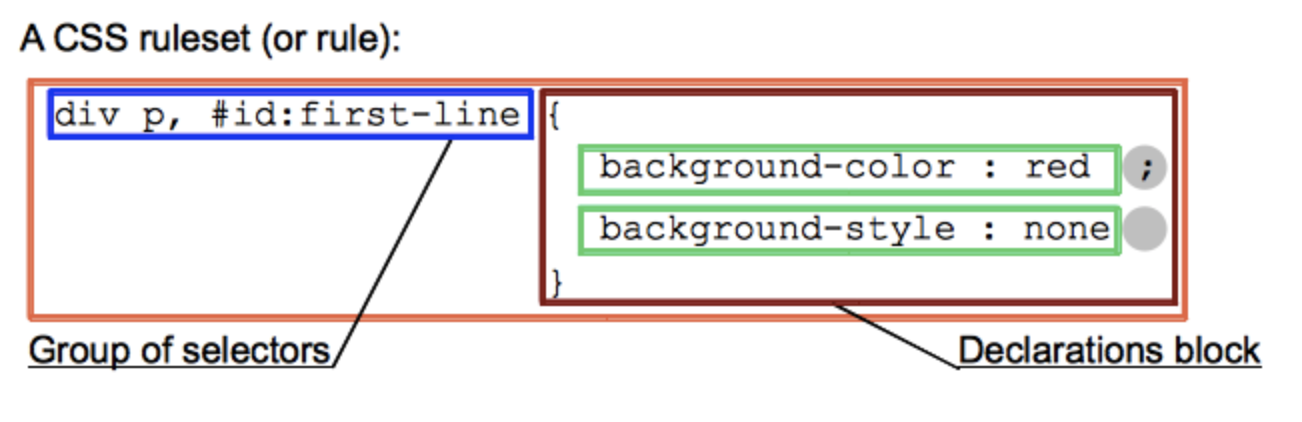 A CSS ruleset (or rule):
div p, #id:first-line {
background-color : red ;
background-style : none
}
Group of selectors
Declarations block